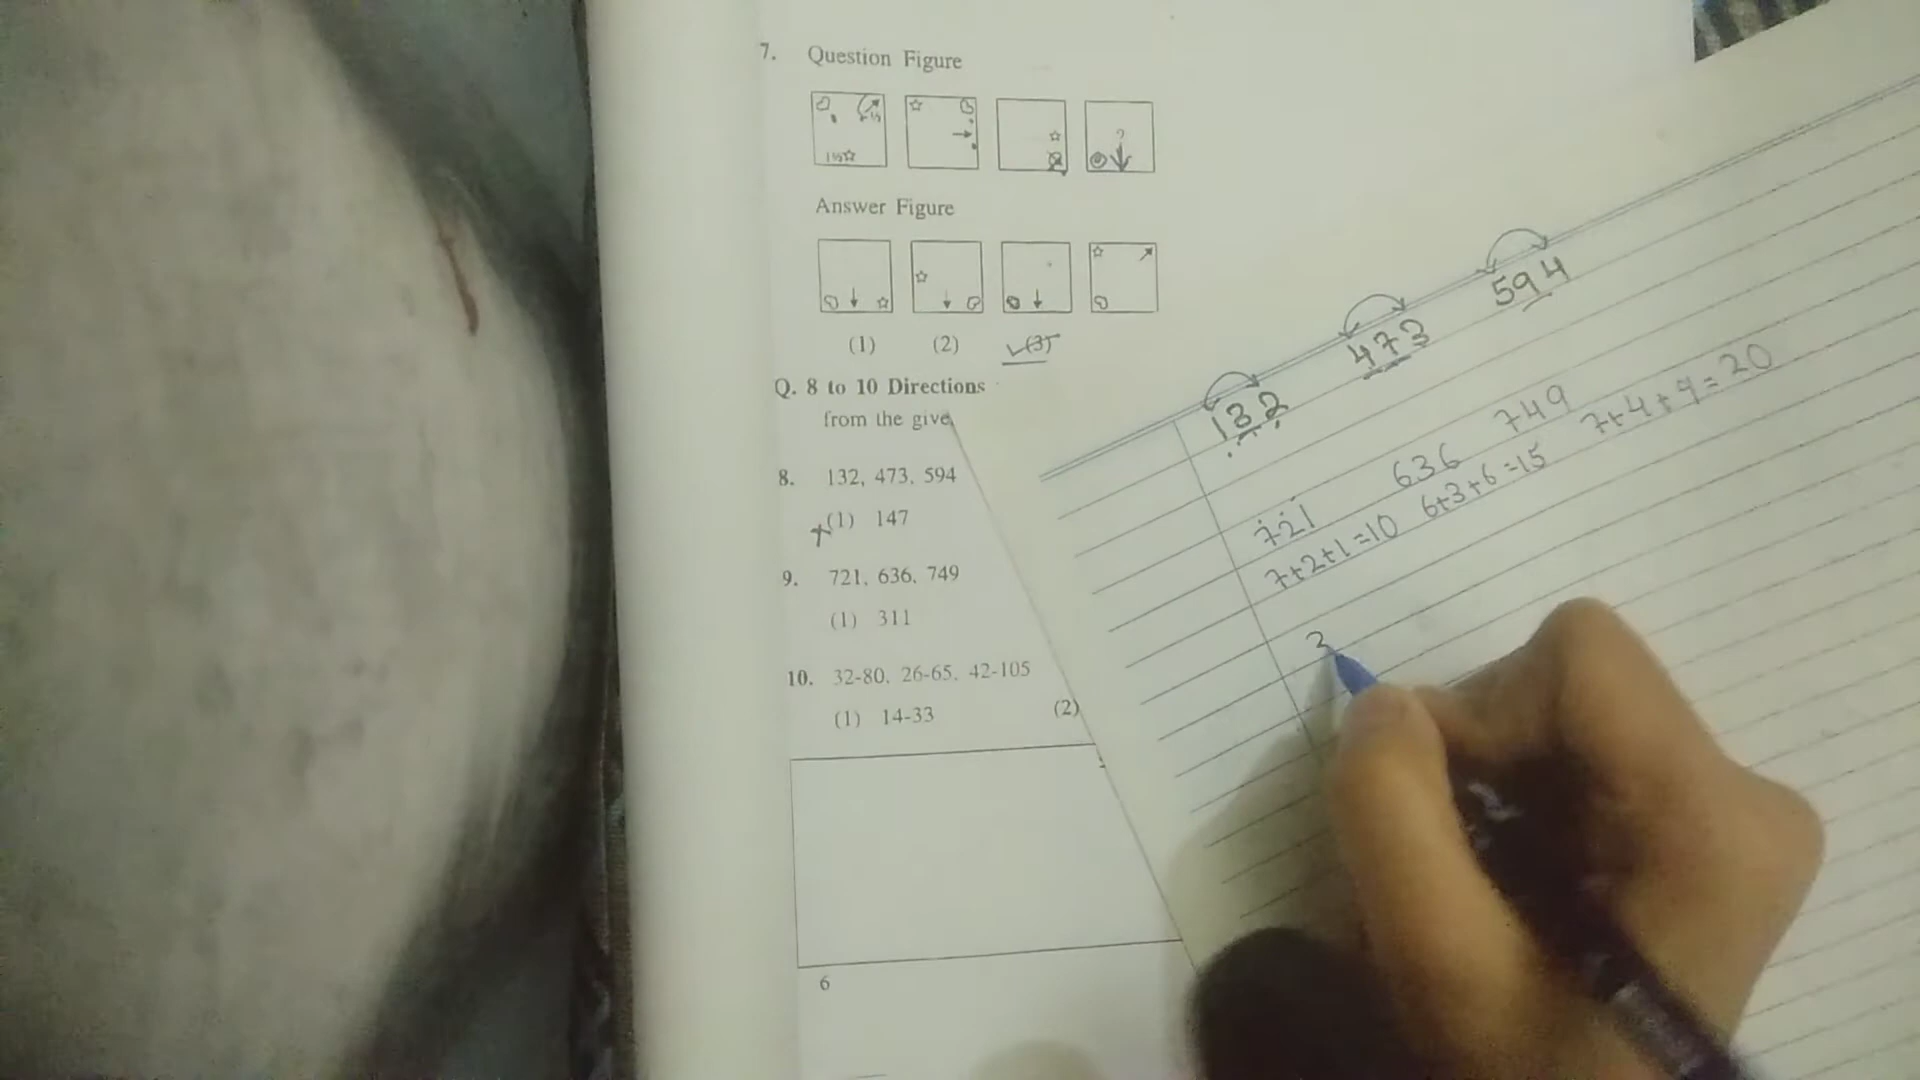 7. Question Figure
Answer Figure
(1) (2) (3)
Q. 8 to 10 Directions
from the give
8. 132, 473, 594
(1) 147
9. 721, 636, 749
(1) 311
10. 32-80, 26-65, 42-105
(1) 14-33 (2)
6
132 473 594
721 636 749
7+2+1=10 6+3+6=15 7+4+9=20
3